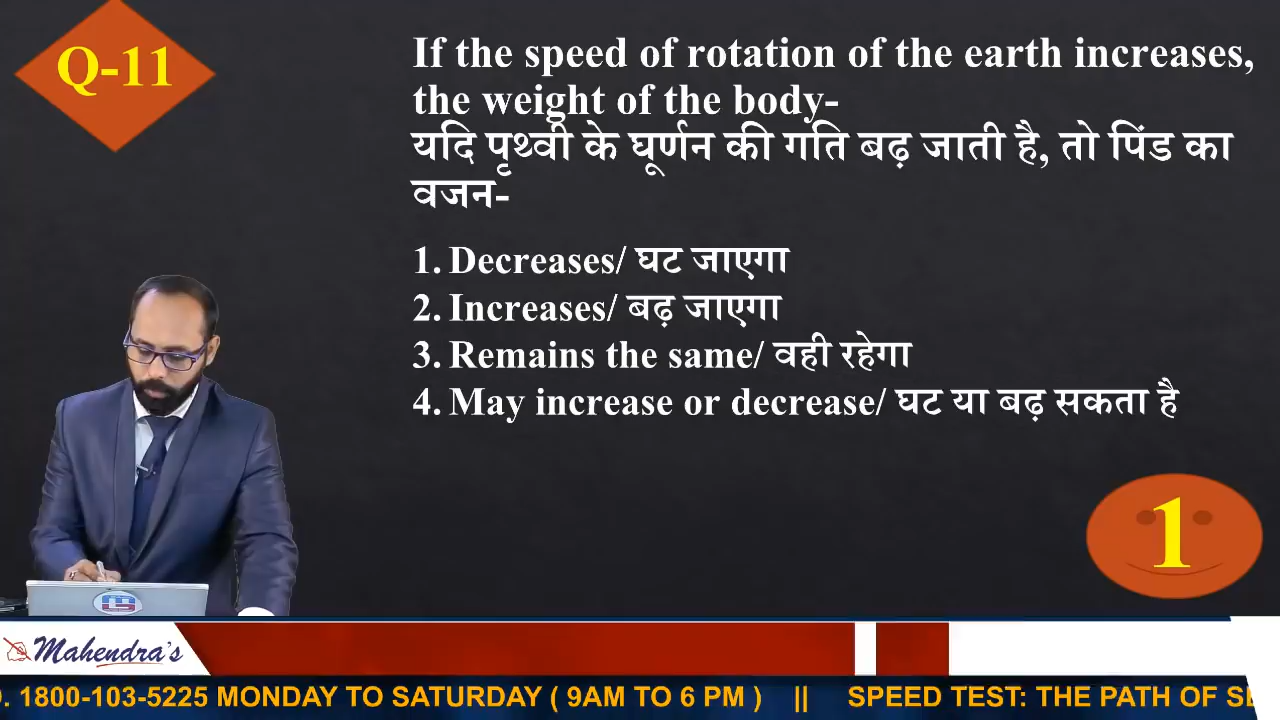 Q-11
If the speed of rotation of the earth increases,
the weight of the body-
यदि पृथ्वी के घूर्णन की गति बढ़ जाती है, तो पिंड का
वजन-
1. Decreases/ घट जाएगा
2. Increases/ बढ़ जाएगा
3. Remains the same/ वही रहेगा
4. May increase or decrease/ घट या बढ़ सकता है
1
Mahendra's
. 1800-103-5225 MONDAY TO SATURDAY ( 9AM TO 6 PM ) || SPEED TEST: THE PATH OF